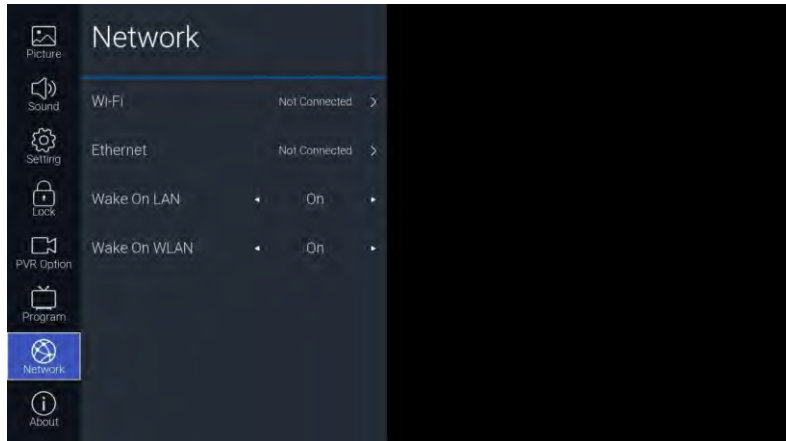 Picture
Sound
Setting
Lock
PVR Option
Program
Network
About
Network
Wi-Fi Not Connected
Ethernet Not Connected
Wake On LAN On
Wake On WLAN On